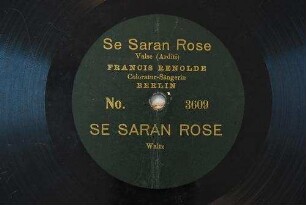 Se Saran Rose
Valse (Arditi)
FRANCIS RENOLDE
Coloratur-Sängerin
BERLIN
No. 3609
SE SARAN ROSE
Waltz